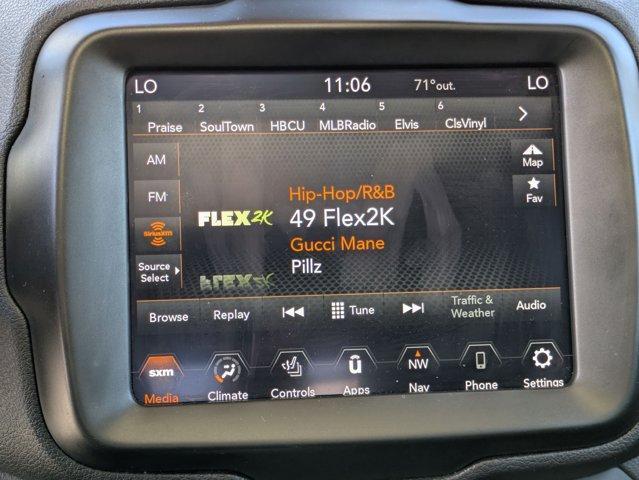 LO 11:06 71°out. LO
1 2 3 4 5 6
Praise SoulTown HBCU MLBRadio Elvis ClsVinyl
AM
Map
FM
Hip-Hop/R&B
Fav
FLEX2K 49 Flex2K
SiriusXM
Gucci Mane
Source
Select
Pillz
FLEX2K
Browse Replay Tune Traffic &
Weather Audio
sxm ū NW
Media Climate Controls Apps Nav Phone Settings